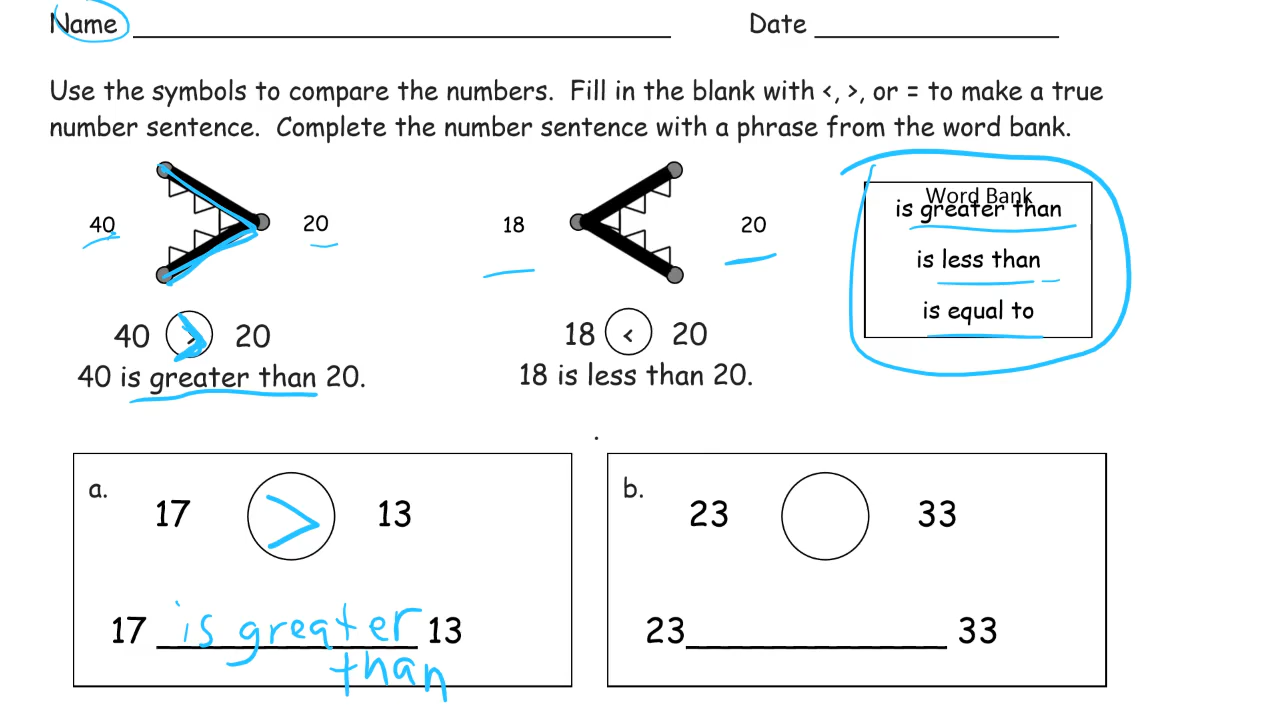 Name ____ Date ____
Use the symbols to compare the numbers. Fill in the blank with <, >, or = to make a true
number sentence. Complete the number sentence with a phrase from the word bank.
40 20 18 20
Word Bank
is greater than
is less than
is equal to
40 > 20
40 is greater than 20.
18 < 20
18 is less than 20.
a.
17 > 13
17 is greater than 13
b.
23 33
23 ____ 33